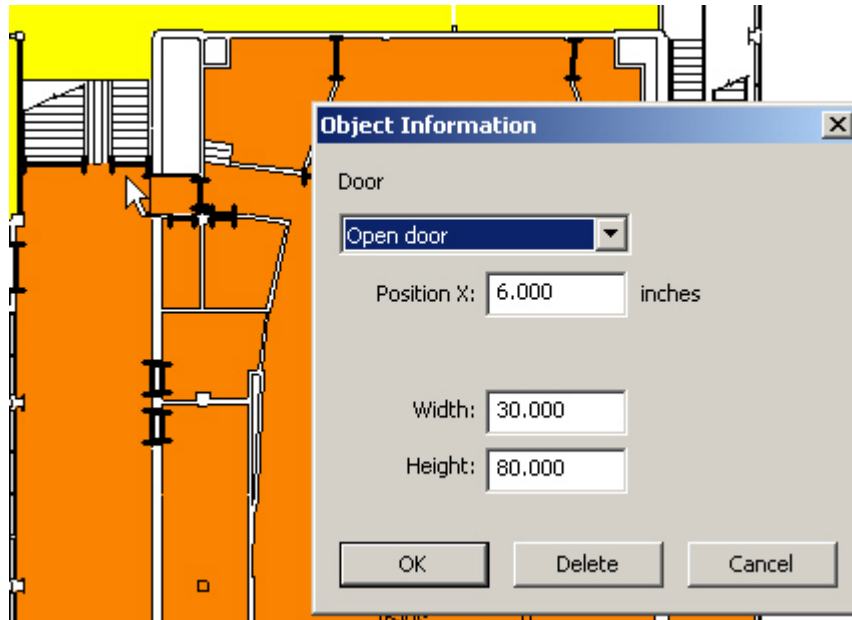 Object Information
Door
Open door
Position X: 6.000 inches
Width: 30.000
Height: 80.000
OK Delete Cancel